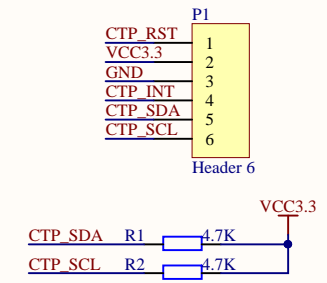 P1
CTP_RST 1
VCC3.3 2
GND 3
CTP_INT 4
CTP_SDA 5
CTP_SCL 6
Header 6
VCC3.3
CTP_SDA R1 4.7K
CTP_SCL R2 4.7K